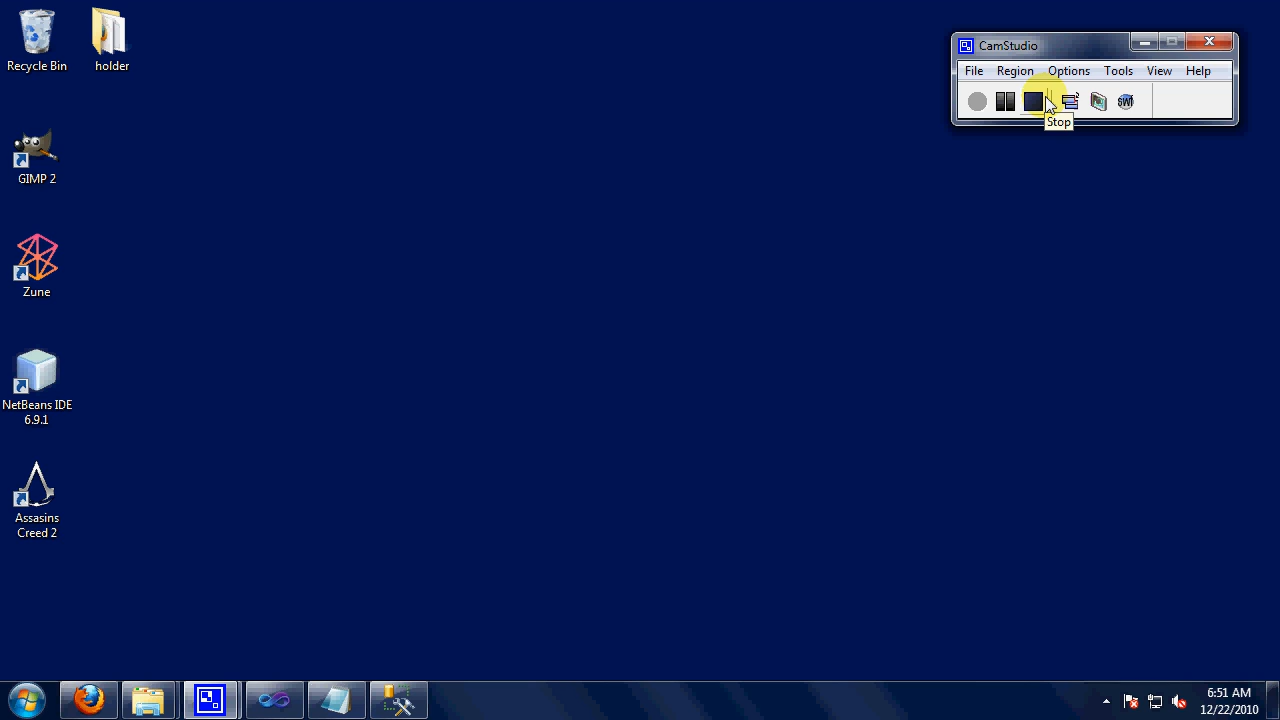 Recycle Bin
holder
GIMP 2
Zune
NetBeans IDE
6.9.1
Assasins
Creed 2
CamStudio
File Region Options Tools View Help
SWF
Stop
6:51 AM
12/22/2010